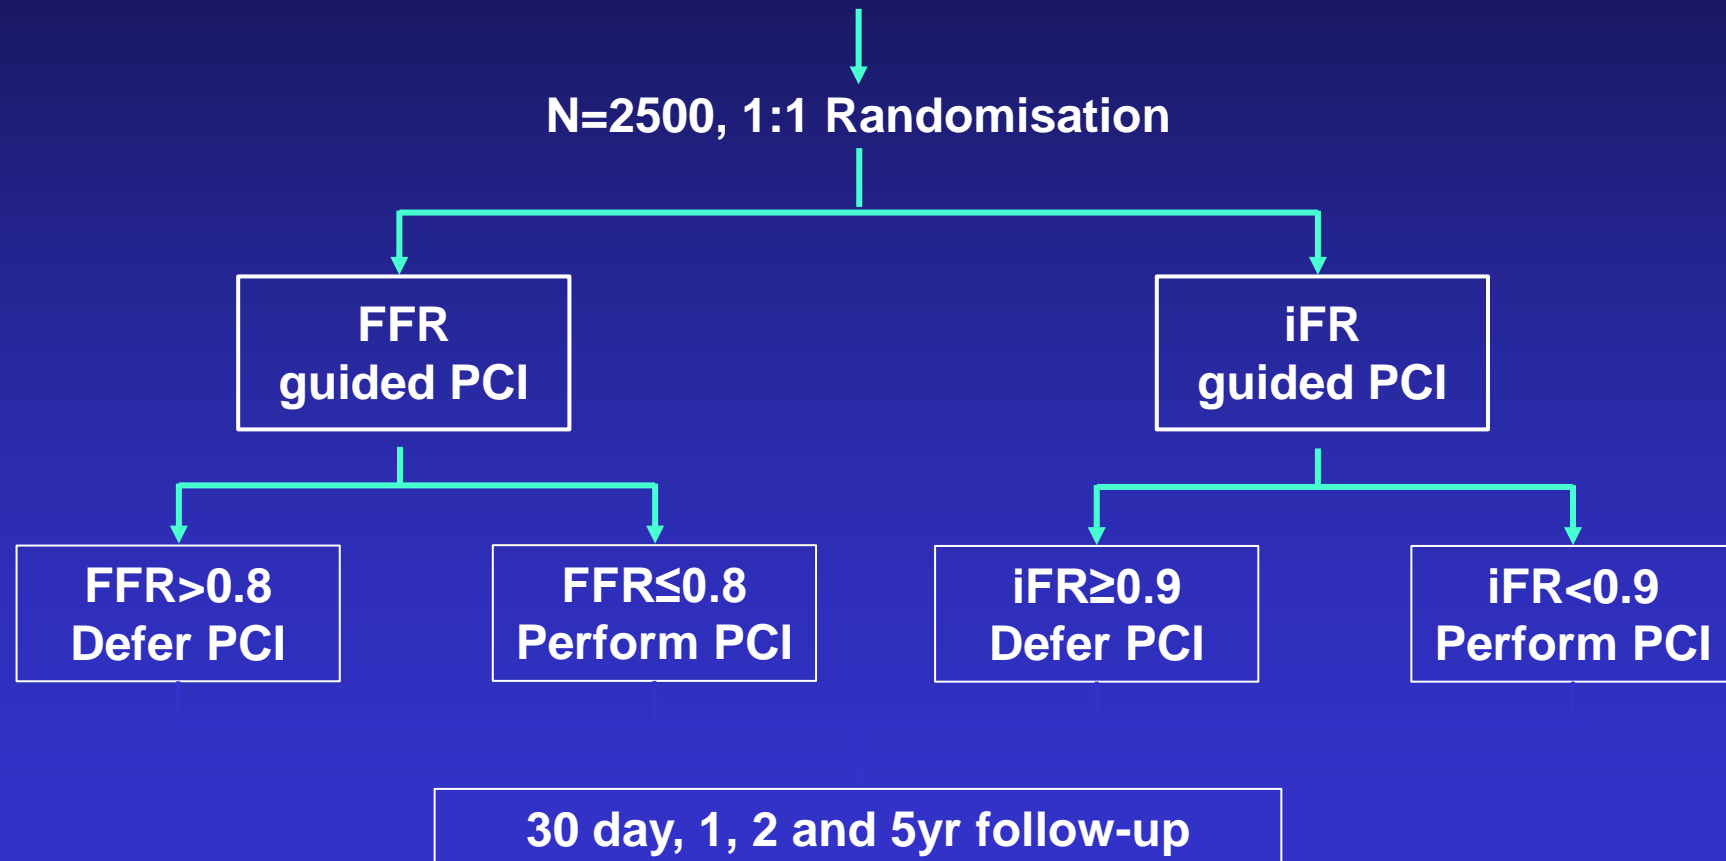 N=2500, 1:1 Randomisation
FFR
guided PCI
iFR
guided PCI
FFR>0.8
Defer PCI
FFR≤0.8
Perform PCI
iFR≥0.9
Defer PCI
iFR<0.9
Perform PCI
30 day, 1, 2 and 5yr follow-up